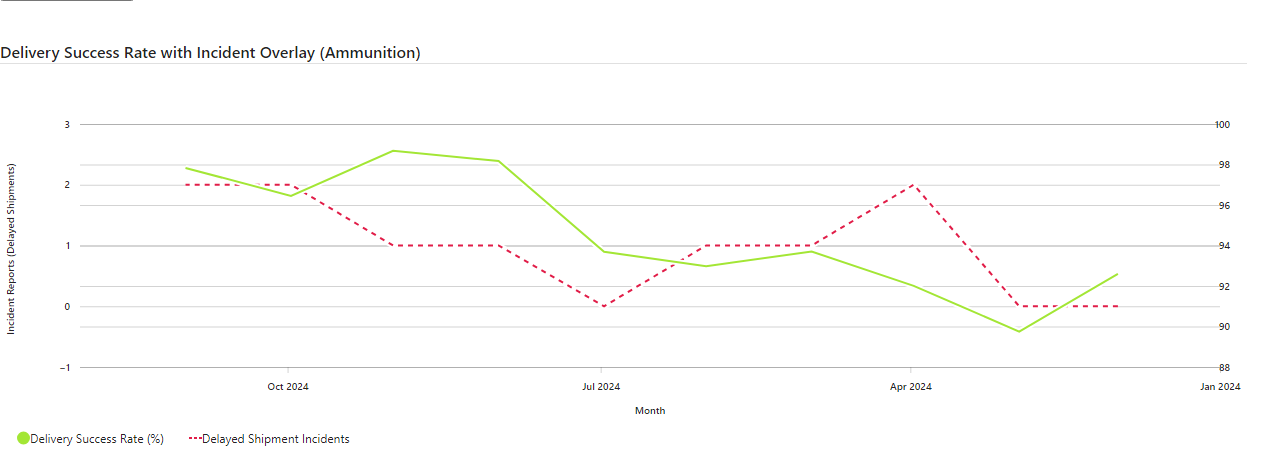 Delivery Success Rate with Incident Overlay (Ammunition)
3
2
1
0
−1
Incident Reports (Delayed Shipments)
100
98
96
94
92
90
88
Oct 2024
Jul 2024
Apr 2024
Jan 2024
Month
Delivery Success Rate (%)
Delayed Shipment Incidents